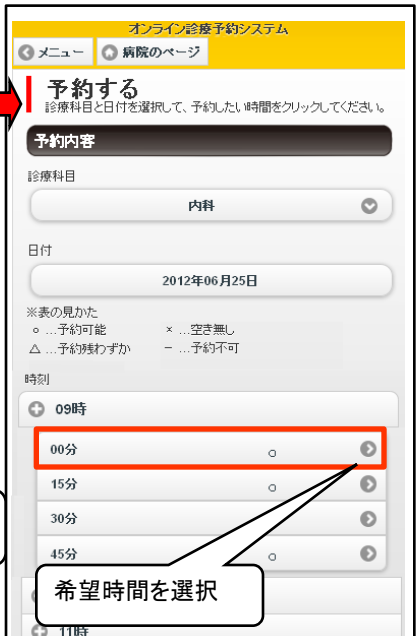 オンライン診療予約システム
メニュー 病院のページ
予約する
診療科目と日付を選択して、予約したい時間をクリックしてください。
予約内容
診療科目
内科
日付
2012年06月25日
※表の見かた
○ …予約可能 × …空き無し
△ …予約残わずか － …予約不可
時刻
09時
00分 ○
15分 ○
30分
45分 ○
希望時間を選択
11時